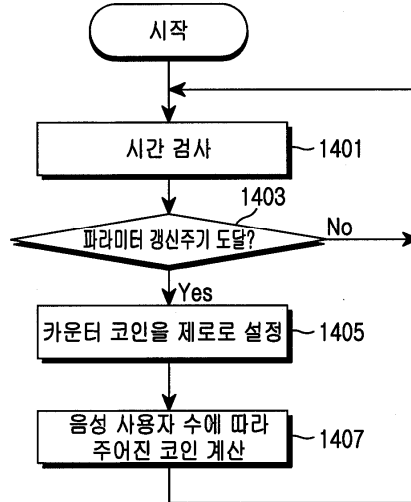 시작
시간 검사
1401
1403
파라미터 갱신주기 도달?
No
Yes
카운터 코인을 제로로 설정
1405
음성 사용자 수에 따라
주어진 코인 계산
1407